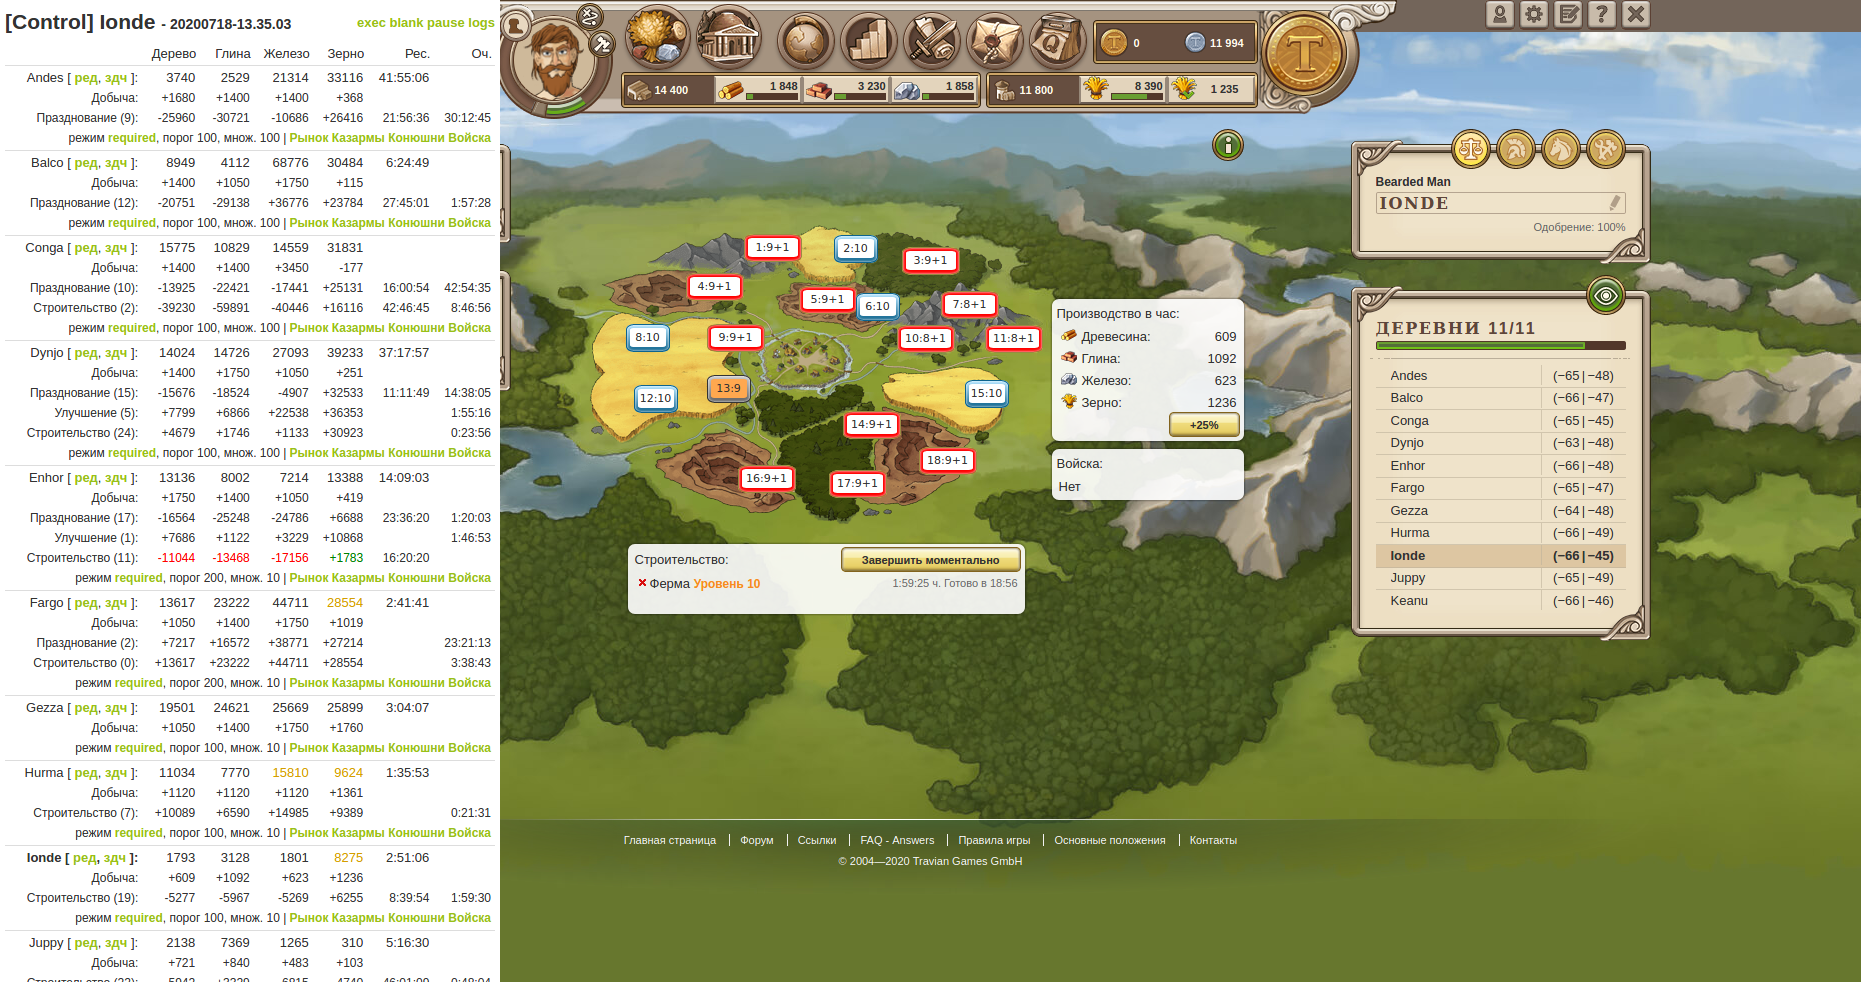 [Control] Ionde - 20200718-13.35.03 exec blank pause logs
Дерево Глина Железо Зерно Рес. Оч.
Andes [ ред, здч ]: 3740 2529 21314 33116 41:55:06
Добыча: +1680 +1400 +1400 +368
Празднование (9): -25960 -30721 -10686 +26416 21:56:36 30:12:45
режим required, порог 100, множ. 100 | Рынок Казармы Конюшни Войска
Balco [ ред, здч ]: 8949 4112 68776 30484 6:24:49
Добыча: +1400 +1050 +1750 +115
Празднование (12): -20751 -29138 +36776 +23784 27:45:01 1:57:28
режим required, порог 100, множ. 100 | Рынок Казармы Конюшни Войска
Conga [ ред, здч ]: 15775 10829 14559 31831
Добыча: +1400 +1400 +3450 -177
Празднование (10): -13925 -22421 -17441 +25131 16:00:54 42:54:35
Строительство (2): -39230 -59891 -40446 +16116 42:46:45 8:46:56
режим required, порог 100, множ. 100 | Рынок Казармы Конюшни Войска
Dynjo [ ред, здч ]: 14024 14726 27093 39233 37:17:57
Добыча: +1400 +1750 +1050 +251
Празднование (15): -15676 -18524 -4907 +32533 11:11:49 14:38:05
Улучшение (5): +7799 +6866 +22538 +36353 1:55:16
Строительство (24): +4679 +1746 +1133 +30923 0:23:56
режим required, порог 100, множ. 100 | Рынок Казармы Конюшни Войска
Enhor [ ред, здч ]: 13136 8002 7214 13388 14:09:03
Добыча: +1750 +1400 +1050 +419
Празднование (17): -16564 -25248 -24786 +6688 23:36:20 1:20:03
Улучшение (1): +7686 +1122 +3229 +10868 1:46:53
Строительство (11): -11044 -13468 -17156 +1783 16:20:20
режим required, порог 200, множ. 10 | Рынок Казармы Конюшни Войска
Fargo [ ред, здч ]: 13617 23222 44711 28554 2:41:41
Добыча: +1050 +1400 +1750 +1019
Празднование (2): +7217 +16572 +38771 +27214 23:21:13
Строительство (0): +13617 +23222 +44711 +28554 3:38:43
режим required, порог 200, множ. 10 | Рынок Казармы Конюшни Войска
Gezza [ ред, здч ]: 19501 24621 25669 25899 3:04:07
Добыча: +1050 +1400 +1750 +1760
режим required, порог 100, множ. 10 | Рынок Казармы Конюшни Войска
Hurma [ ред, здч ]: 11034 7770 15810 9624 1:35:53
Добыча: +1120 +1120 +1120 +1361
Строительство (7): +10089 +6590 +14985 +9389 0:21:31
режим required, порог 100, множ. 10 | Рынок Казармы Конюшни Войска
Ionde [ ред, здч ]: 1793 3128 1801 8275 2:51:06
Добыча: +609 +1092 +623 +1236
Строительство (19): -5277 -5967 -5269 +6255 8:39:54 1:59:30
режим required, порог 100, множ. 10 | Рынок Казармы Конюшни Войска
Juppy [ ред, здч ]: 2138 7369 1265 310 5:16:30
Добыча: +721 +840 +483 +103
0 11 994
14 400 1 848 3 230 1 858 11 800 8 390 1 235
1:9+1 2:10 3:9+1
4:9+1 5:9+1 6:10 7:8+1
8:10 9:9+1 10:8+1 11:8+1
12:10 13:9 15:10
14:9+1
16:9+1 17:9+1 18:9+1
Производство в час:
Древесина: 609
Глина: 1092
Железо: 623
Зерно: 1236
+25%
Войска:
Нет
Строительство: Завершить моментально
Ферма Уровень 10 1:59:25 ч. Готово в 18:56
Bearded Man
IONDE
Одобрение: 100%
ДЕРЕВНИ 11/11
Andes (−65|−48)
Balco (−66|−47)
Conga (−65|−45)
Dynjo (−63|−48)
Enhor (−66|−48)
Fargo (−65|−47)
Gezza (−64|−48)
Hurma (−66|−49)
Ionde (−66|−45)
Juppy (−65|−49)
Keanu (−66|−46)
Главная страница Форум Ссылки FAQ - Answers Правила игры Основные положения Контакты
© 2004—2020 Travian Games GmbH